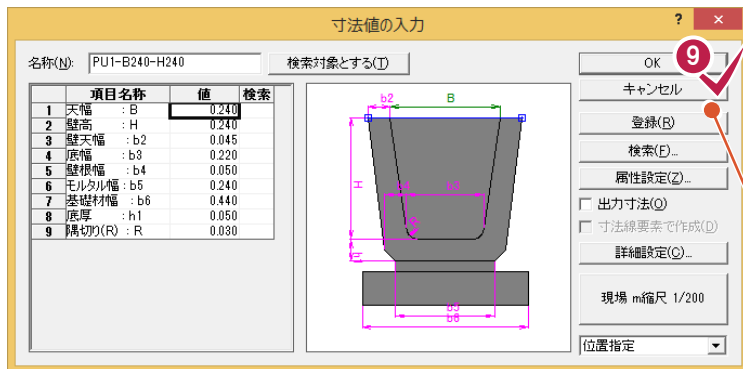 寸法値の入力
? ×
名称(N): PU1-B240-H240 検索対象とする(T)
項目名称 値 検索
1 天幅 : B 0.240
2 壁高 : H 0.240
3 壁天幅 : b2 0.045
4 底幅 : b3 0.220
5 壁根幅 : b4 0.050
6 モルタル幅 : b5 0.240
7 基礎材幅 : b6 0.440
8 底厚 : h1 0.050
9 隅切り(R) : R 0.030
b2 B
H b4 b3
R
h1
b5
b6
OK
9
キャンセル
登録(R)
検索(F)...
属性設定(Z)...
出力寸法(O)
寸法線要素で作成(D)
詳細設定(C)...
現場 m縮尺 1/200
位置指定